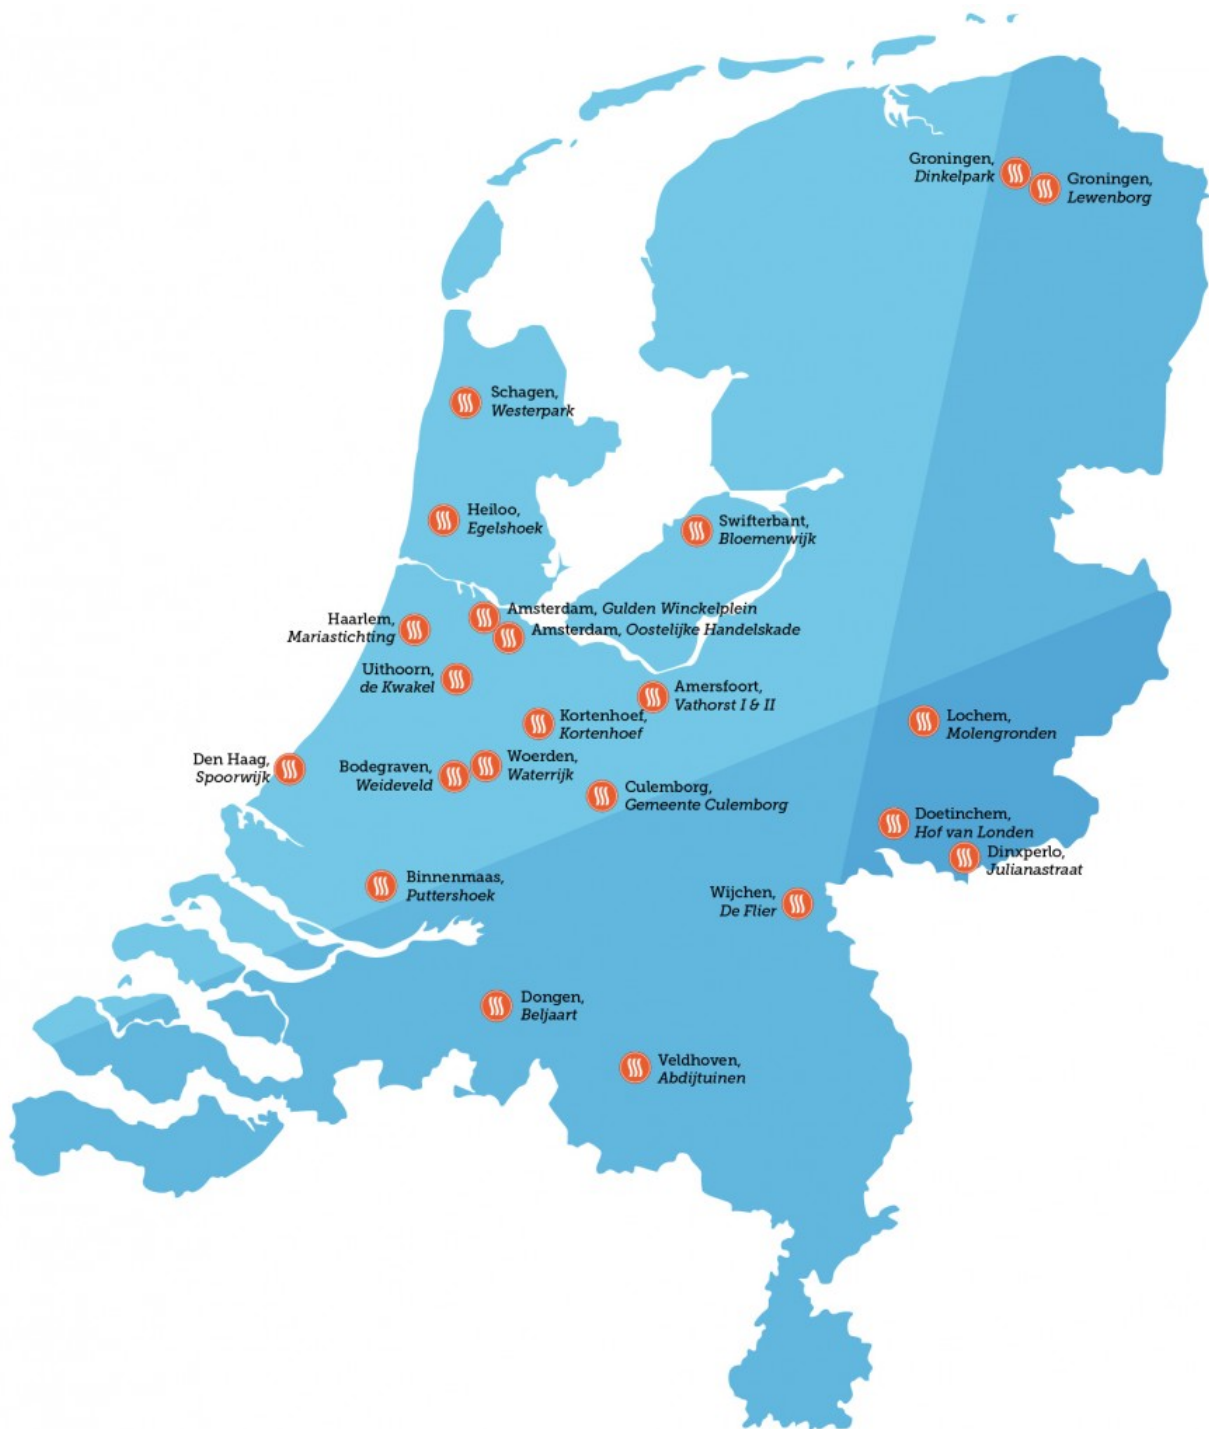 Groningen,
Dinkelpark
Groningen,
Lewenborg
Schagen,
Westerpark
Heiloo,
Egelshoek
Swifterbant,
Bloemenwijk
Amsterdam, Gulden Winckelplein
Haarlem,
Mariastichting
Amsterdam, Oostelijke Handelskade
Uithoorn,
de Kwakel
Amersfoort,
Vathorst I & II
Kortenhoef,
Kortenhoef
Lochem,
Molengronden
Den Haag,
Spoorwijk
Bodegraven,
Weideveld
Woerden,
Waterrijk
Culemborg,
Gemeente Culemborg
Doetinchem,
Hof van Londen
Dinxperlo,
Julianastraat
Binnenmaas,
Puttershoek
Wijchen,
De Flier
Dongen,
Beljaart
Veldhoven,
Abdijtuinen